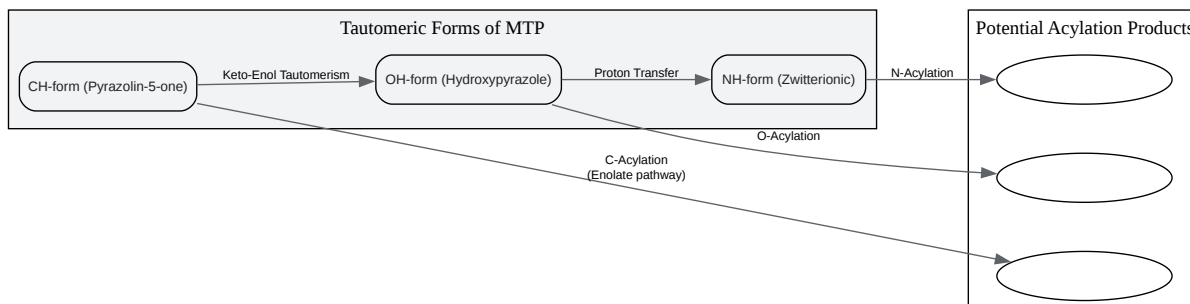 Tautomeric Forms of MTP
Potential Acylation Products
CH-form (Pyrazolin-5-one)
Keto-Enol Tautomerism
OH-form (Hydroxypyrazole)
Proton Transfer
NH-form (Zwitterionic)
N-Acylation
O-Acylation
C-Acylation
(Enolate pathway)